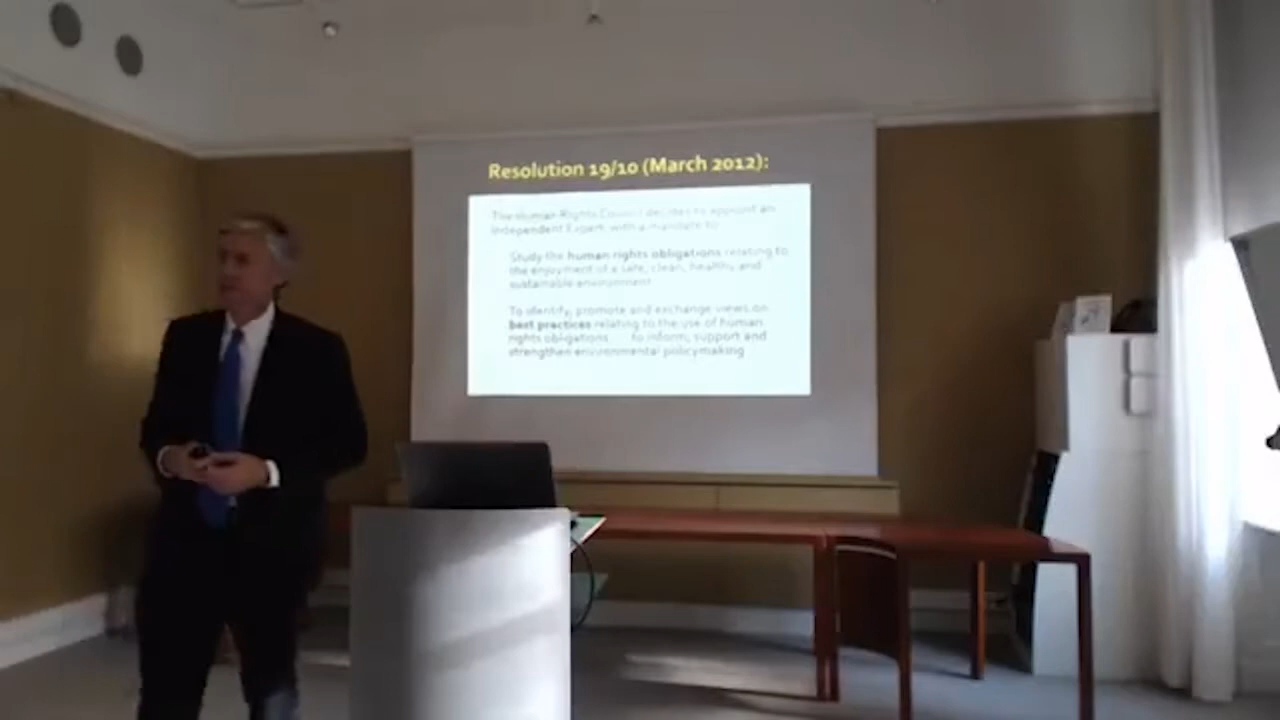 Resolution 19/10 (March 2012):
The Human Rights Council decides to appoint an
Independent Expert with a mandate to
Study the human rights obligations relating to
the enjoyment of a safe, clean, healthy and
sustainable environment
To identify, promote and exchange views on
best practices relating to the use of human
rights obligations to inform, support and
strengthen environmental policymaking